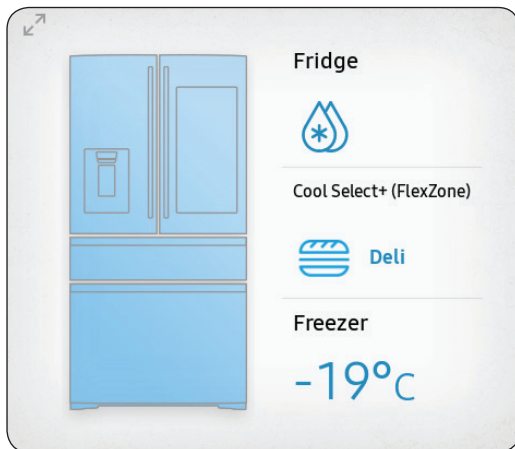 Fridge
Cool Select+ (FlexZone)
Deli
Freezer
-19°C